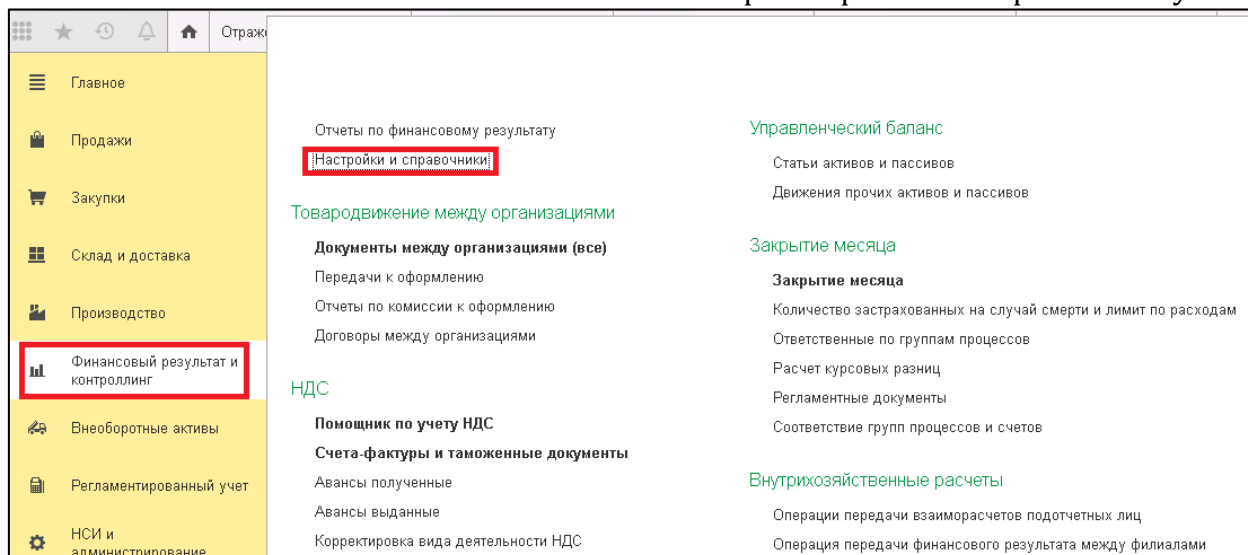 Отраж
Главное
Продажи
Закупки
Склад и доставка
Производство
Финансовый результат и
контроллинг
Внеоборотные активы
Регламентированный учет
НСИ и
администрирование
Отчеты по финансовому результату
Настройки и справочники
Товародвижение между организациями
Документы между организациями (все)
Передачи к оформлению
Отчеты по комиссии к оформлению
Договоры между организациями
НДС
Помощник по учету НДС
Счета-фактуры и таможенные документы
Авансы полученные
Авансы выданные
Корректировка вида деятельности НДС
Управленческий баланс
Статьи активов и пассивов
Движения прочих активов и пассивов
Закрытие месяца
Закрытие месяца
Количество застрахованных на случай смерти и лимит по расходам
Ответственные по группам процессов
Расчет курсовых разниц
Регламентные документы
Соответствие групп процессов и счетов
Внутрихозяйственные расчеты
Операции передачи взаиморасчетов подотчетных лиц
Операция передачи финансового результата между филиалами